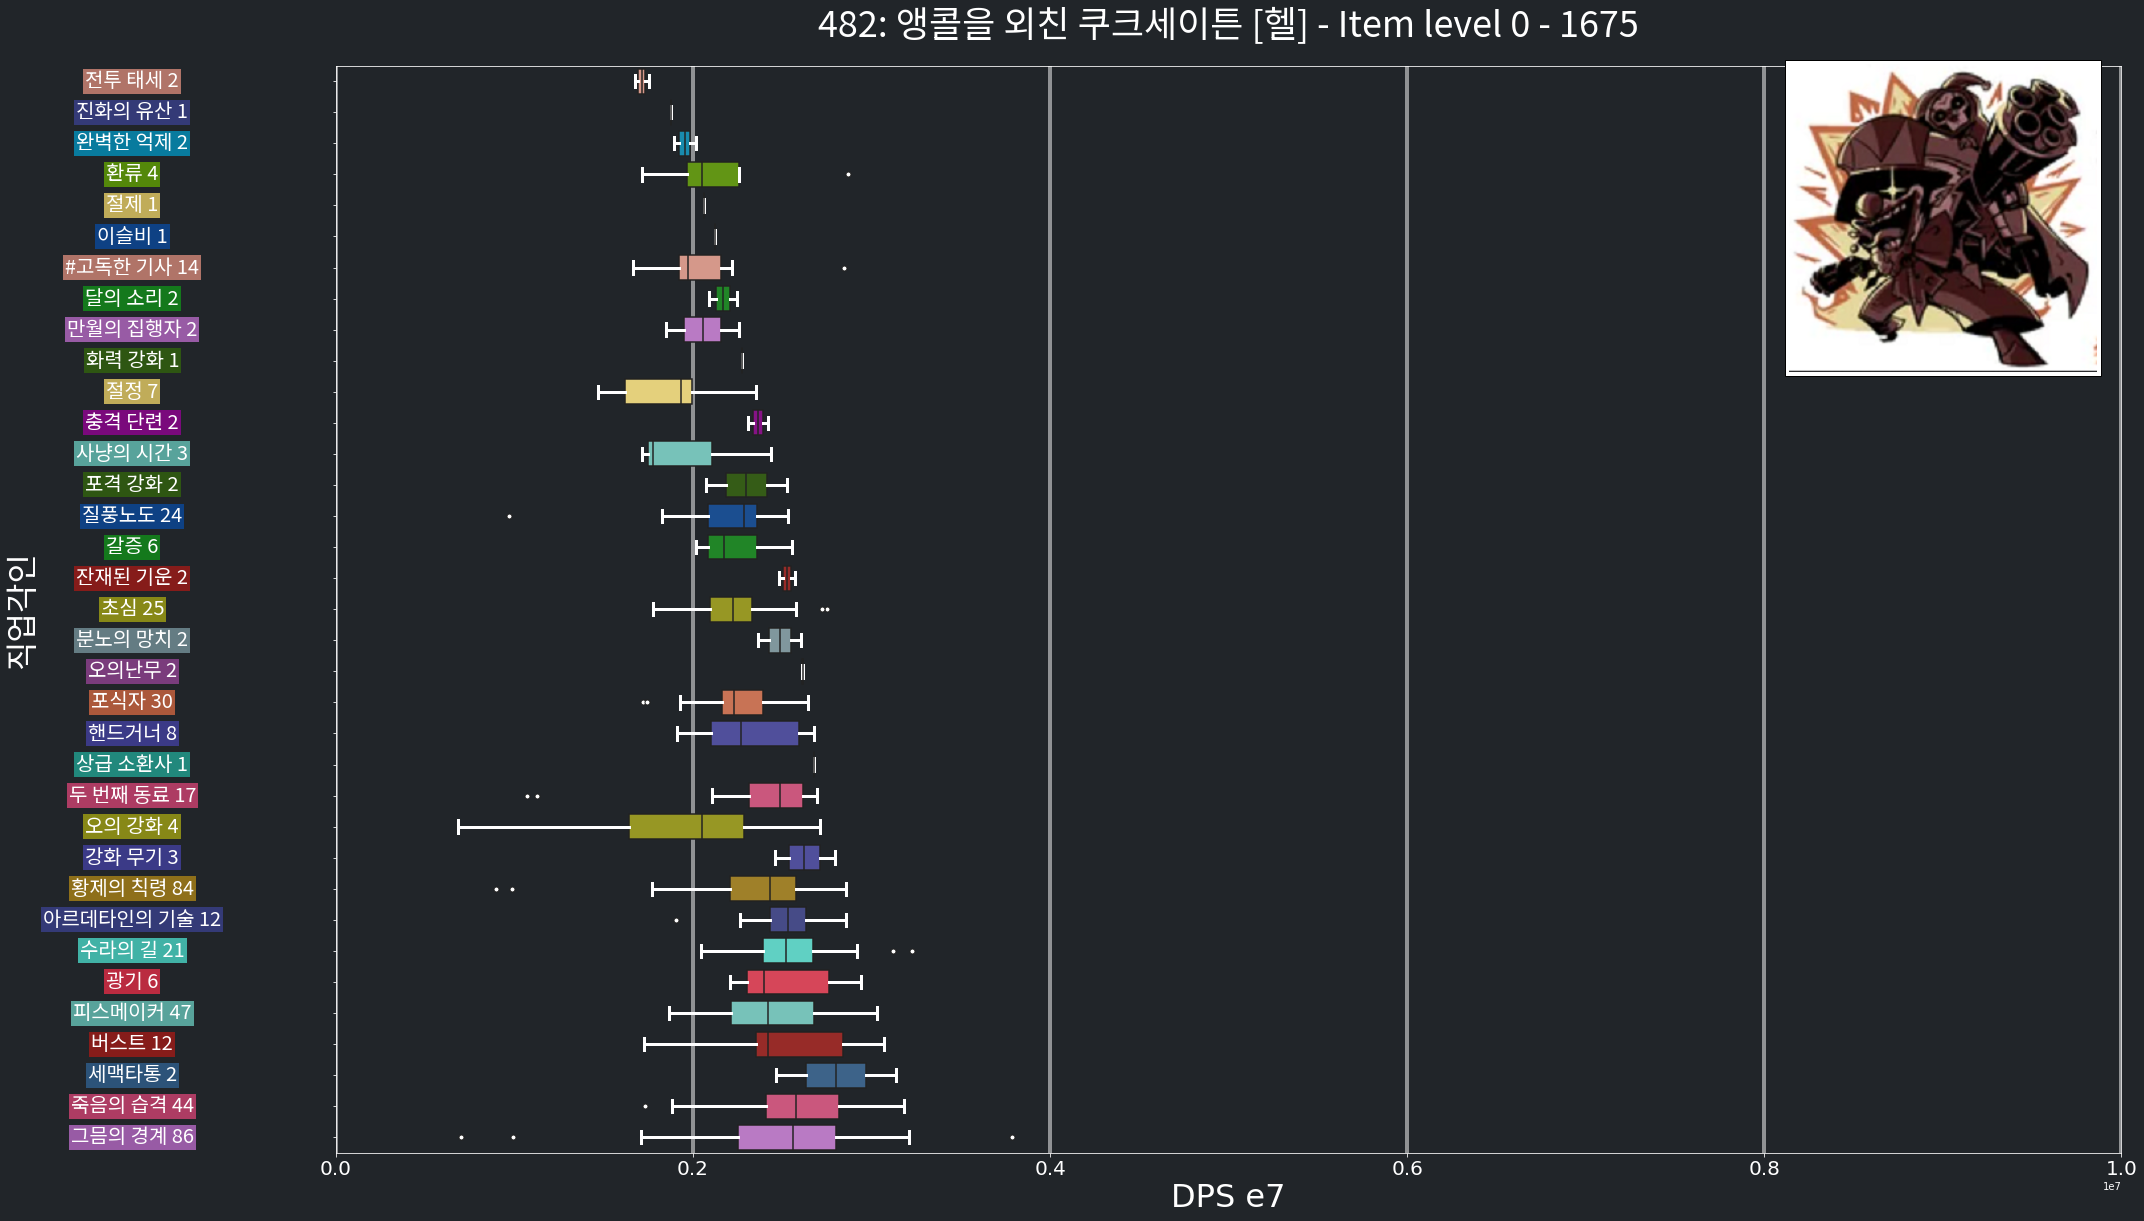 482: 앵콜을 외친 쿠크세이튼 [헬] - Item level 0 - 1675
전투 태세 2
진화의 유산 1
완벽한 억제 2
환류 4
절제 1
이슬비 1
#고독한 기사 14
달의 소리 2
만월의 집행자 2
화력 강화 1
절정 7
충격 단련 2
사냥의 시간 3
포격 강화 2
질풍노도 24
갈증 6
잔재된 기운 2
초심 25
분노의 망치 2
오의난무 2
포식자 30
핸드거너 8
상급 소환사 1
두 번째 동료 17
오의 강화 4
강화 무기 3
황제의 칙령 84
아르데타인의 기술 12
수라의 길 21
광기 6
피스메이커 47
버스트 12
세맥타통 2
죽음의 습격 44
그믐의 경계 86
직업각인
0.0 0.2 0.4 0.6 0.8 1.0
1e7
DPS e7